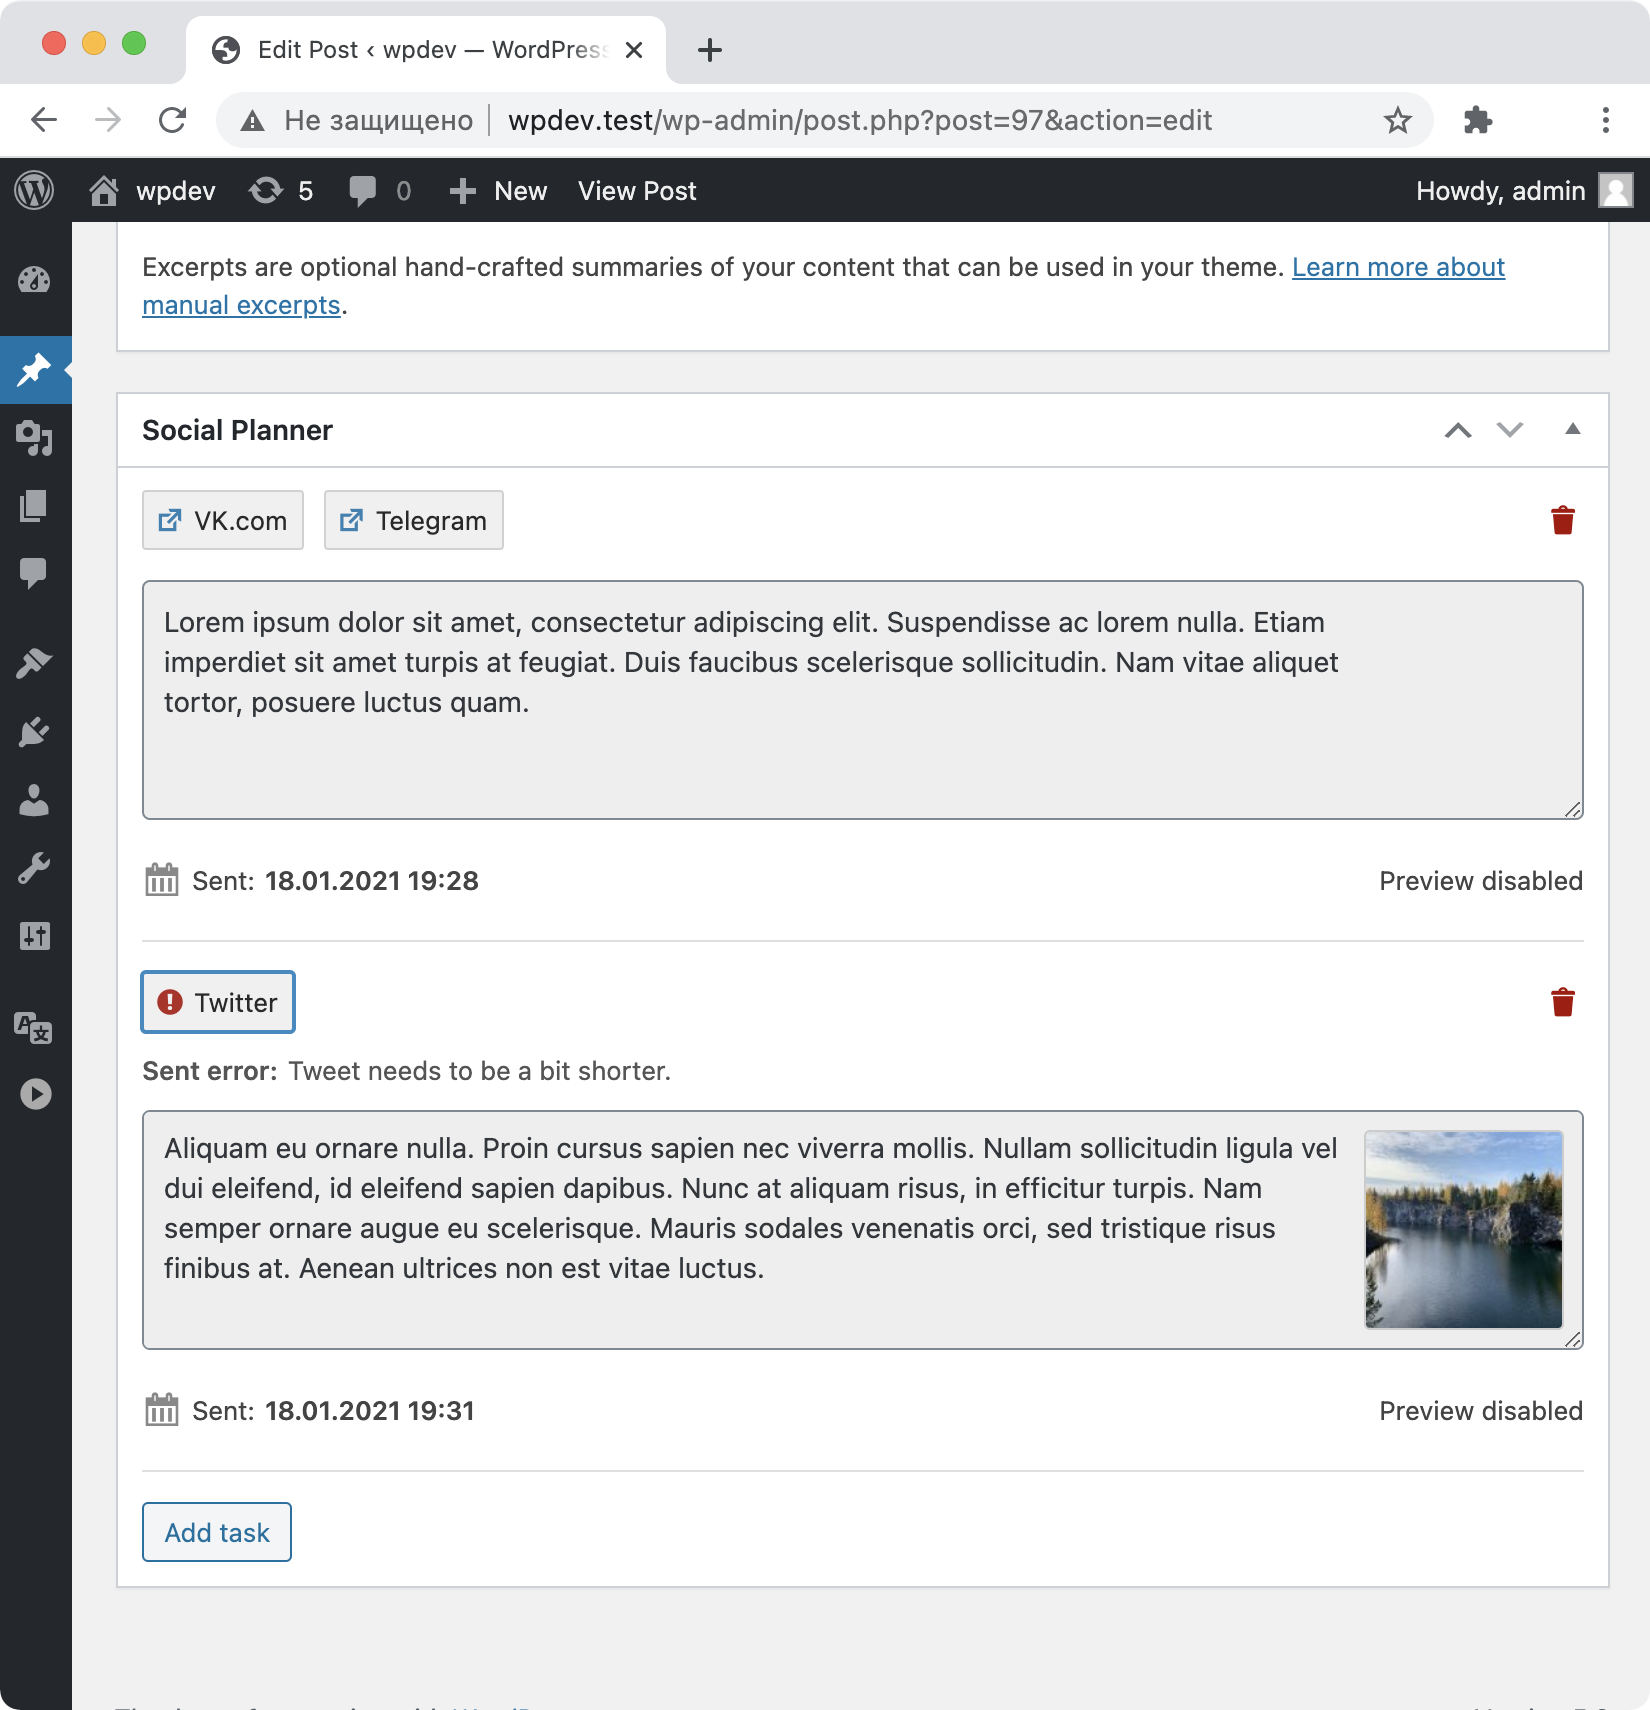 Edit Post ‹ wpdev — WordPress
Не защищено wpdev.test/wp-admin/post.php?post=97&action=edit
wpdev 5 0 New View Post Howdy, admin
Excerpts are optional hand-crafted summaries of your content that can be used in your theme. Learn more about
manual excerpts.
Social Planner
VK.com Telegram
Lorem ipsum dolor sit amet, consectetur adipiscing elit. Suspendisse ac lorem nulla. Etiam
imperdiet sit amet turpis at feugiat. Duis faucibus scelerisque sollicitudin. Nam vitae aliquet
tortor, posuere luctus quam.
Sent: 18.01.2021 19:28 Preview disabled
Twitter
Sent error: Tweet needs to be a bit shorter.
Aliquam eu ornare nulla. Proin cursus sapien nec viverra mollis. Nullam sollicitudin ligula vel
dui eleifend, id eleifend sapien dapibus. Nunc at aliquam risus, in efficitur turpis. Nam
semper ornare augue eu scelerisque. Mauris sodales venenatis orci, sed tristique risus
finibus at. Aenean ultrices non est vitae luctus.
Sent: 18.01.2021 19:31 Preview disabled
Add task